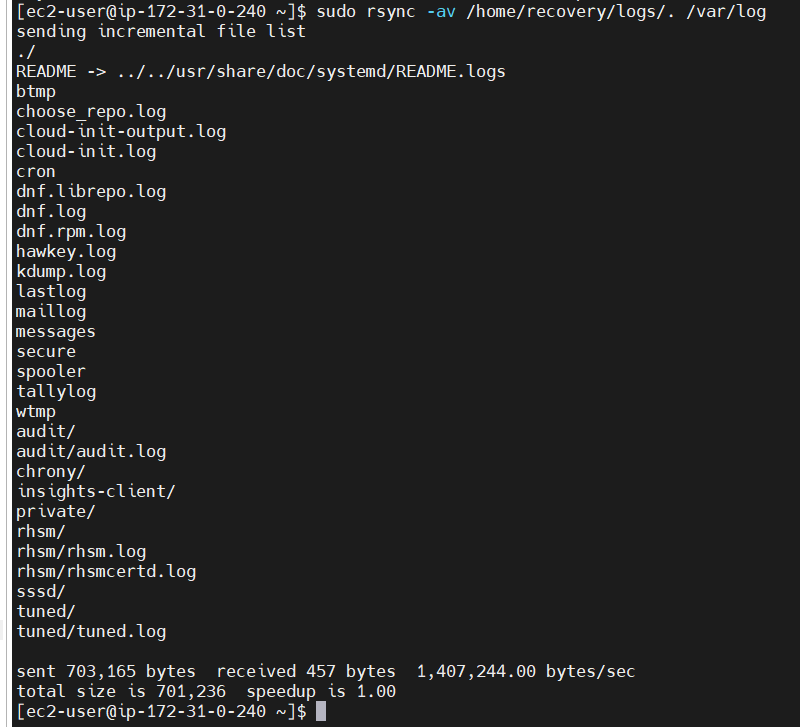 [ec2-user@ip-172-31-0-240 ~]$ sudo rsync -av /home/recovery/logs/. /var/log
sending incremental file list
./
README -> ../../usr/share/doc/systemd/README.logs
btmp
choose_repo.log
cloud-init-output.log
cloud-init.log
cron
dnf.librepo.log
dnf.log
dnf.rpm.log
hawkey.log
kdump.log
lastlog
maillog
messages
secure
spooler
tallylog
wtmp
audit/
audit/audit.log
chrony/
insights-client/
private/
rhsm/
rhsm/rhsm.log
rhsm/rhsmcertd.log
sssd/
tuned/
tuned/tuned.log
sent 703,165 bytes  received 457 bytes  1,407,244.00 bytes/sec
total size is 701,236  speedup is 1.00
[ec2-user@ip-172-31-0-240 ~]$